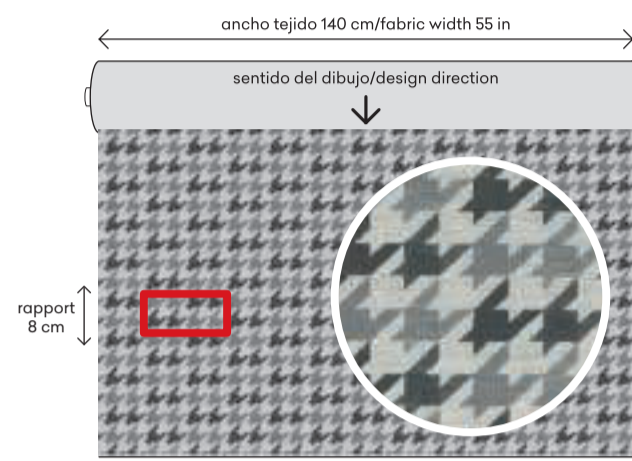 ancho tejido 140 cm/fabric width 55 in
sentido del dibujo/design direction
rapport
8 cm